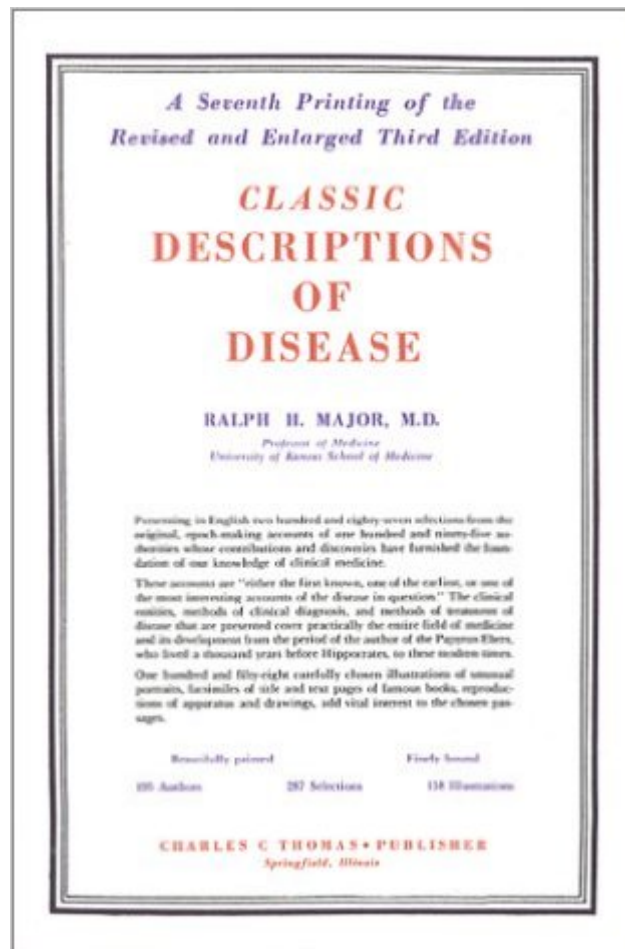 A Seventh Printing of the
Revised and Enlarged Third Edition
CLASSIC
DESCRIPTIONS
OF
DISEASE
RALPH H. MAJOR, M.D.
Professor of Medicine
University of Kansas School of Medicine
Presenting in English two hundred and eighty-seven selections from the
original, epoch-making accounts of one hundred and ninety-five au-
thorities whose contributions and discoveries have furnished the foun-
dation of our knowledge of clinical medicine.
These accounts are "either the first known, one of the earliest, or one of
the most interesting accounts of the disease in question." The clinical
entities, methods of clinical diagnosis, and methods of treatment of
disease that are presented cover practically the entire field of medicine
and its development from the period of the author of the Papyrus Ebers,
who lived a thousand years before Hippocrates, to these modern times.
One hundred and fifty-eight carefully chosen illustrations of unusual
portraits, facsimiles of title and text pages of famous books, reproduc-
tions of apparatus and drawings, add vital interest to the chosen pas-
sages.
Beautifully printed Finely bound
195 Authors 287 Selections 158 Illustrations
CHARLES C THOMAS • PUBLISHER
Springfield, Illinois